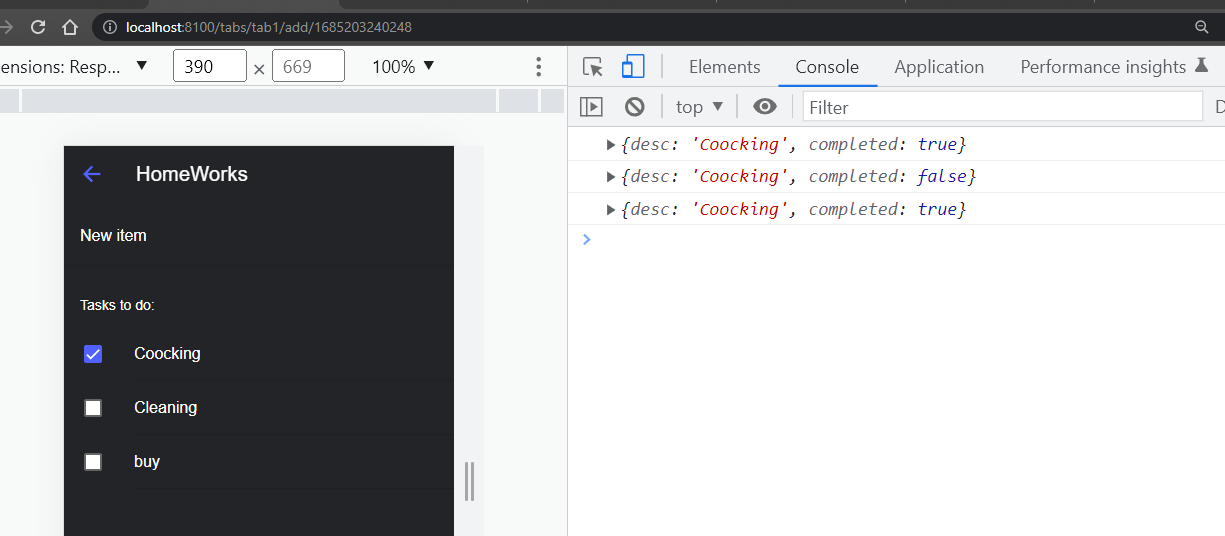 localhost:8100/tabs/tab1/add/1685203240248
ensions: Resp... ▼ 390 × 669 100% ▼
Elements Console Application Performance insights
top ▼ Filter D
HomeWorks
New item
Tasks to do:
Coocking
Cleaning
buy
▶{desc: 'Coocking', completed: true}
▶{desc: 'Coocking', completed: false}
▶{desc: 'Coocking', completed: true}